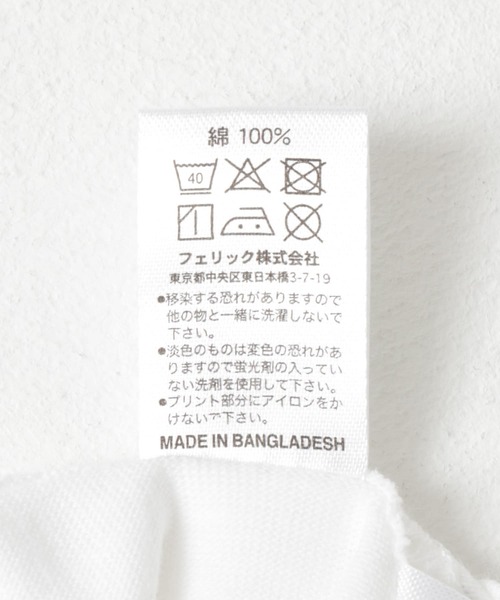 綿 100%
40
フェリック株式会社
東京都中央区東日本橋3-7-19
●移染する恐れがありますので
他の物と一緒に洗濯しないで
下さい。
●淡色のものは変色の恐れがあ
りますので蛍光剤の入ってい
ない洗剤を使用して下さい。
●プリント部分にアイロンをか
けないで下さい。
MADE IN BANGLADESH